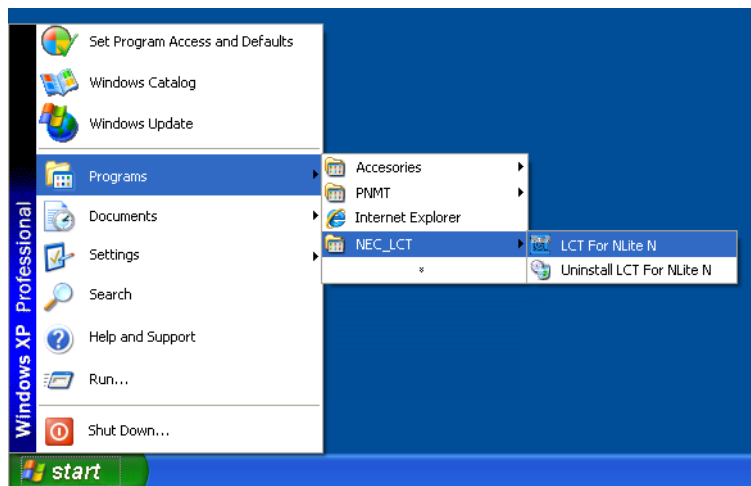 Set Program Access and Defaults
Windows Catalog
Windows Update
Programs
Documents
Settings
Search
Help and Support
Run...
Shut Down...
Windows XP Professional
Accesories
PNMT
Internet Explorer
NEC_LCT
LCT For NLite N
Uninstall LCT For NLite N
start